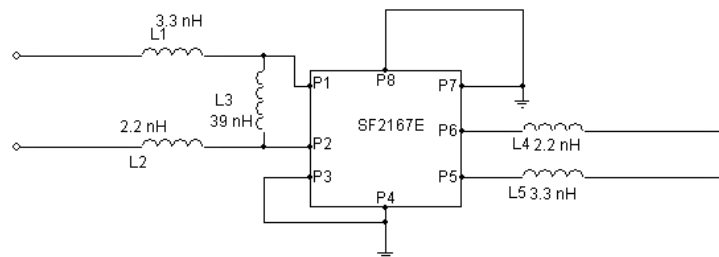 3.3 nH
L1
L3
39 nH
2.2 nH
L2
P1
P8
P7
SF2167E
P6
P2
P3
P5
P4
L4 2.2 nH
L5 3.3 nH